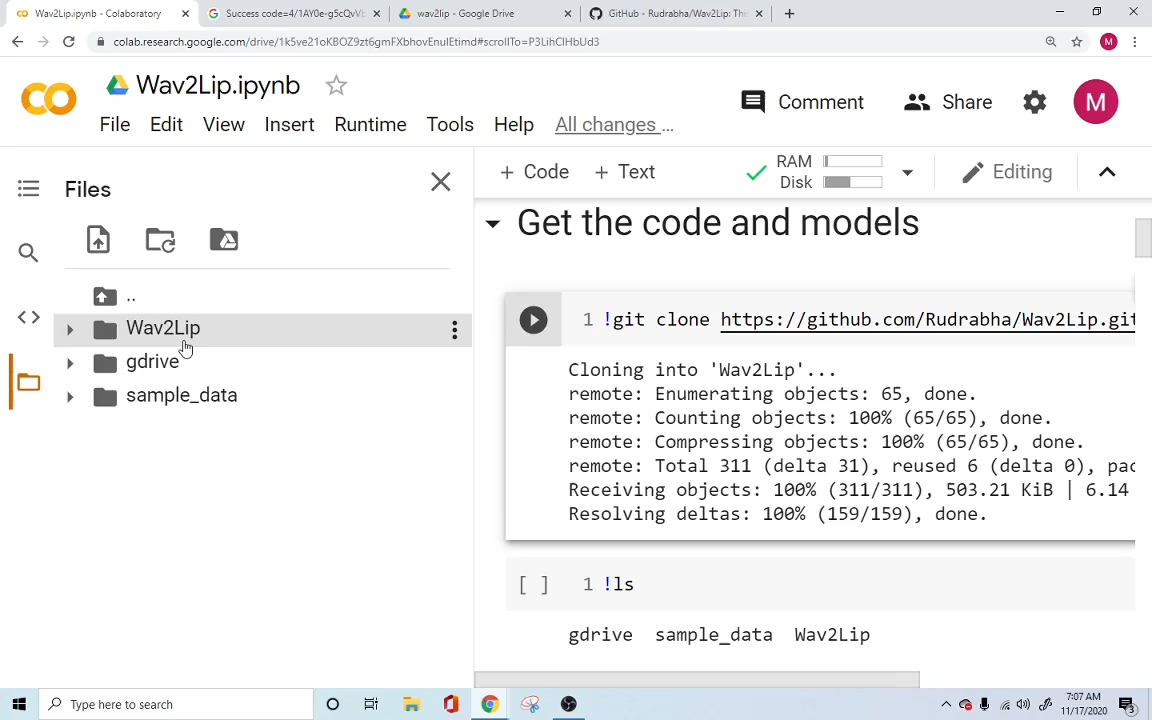 Wav2Lip.ipynb - Colaboratory
Success code=4/1AY0e-g5cQvVb
wav2lip - Google Drive
GitHub - Rudrabha/Wav2Lip: Thi
colab.research.google.com/drive/1k5ve21oKBOZ9zt6gmFXbhovEnuIEtimd#scrollTo=P3LihClHbUd3
M
Wav2Lip.ipynb
Comment
Share
M
File Edit View Insert Runtime Tools Help All changes …
Files
+ Code + Text
RAM
Disk
Editing
Get the code and models
..
Wav2Lip
gdrive
sample_data
1 !git clone https://github.com/Rudrabha/Wav2Lip.git
Cloning into 'Wav2Lip'...
remote: Enumerating objects: 65, done.
remote: Counting objects: 100% (65/65), done.
remote: Compressing objects: 100% (65/65), done.
remote: Total 311 (delta 31), reused 6 (delta 0), pac
Receiving objects: 100% (311/311), 503.21 KiB | 6.14
Resolving deltas: 100% (159/159), done.
[ ] 1 !ls
gdrive sample_data Wav2Lip
Type here to search
7:07 AM
11/17/2020
3